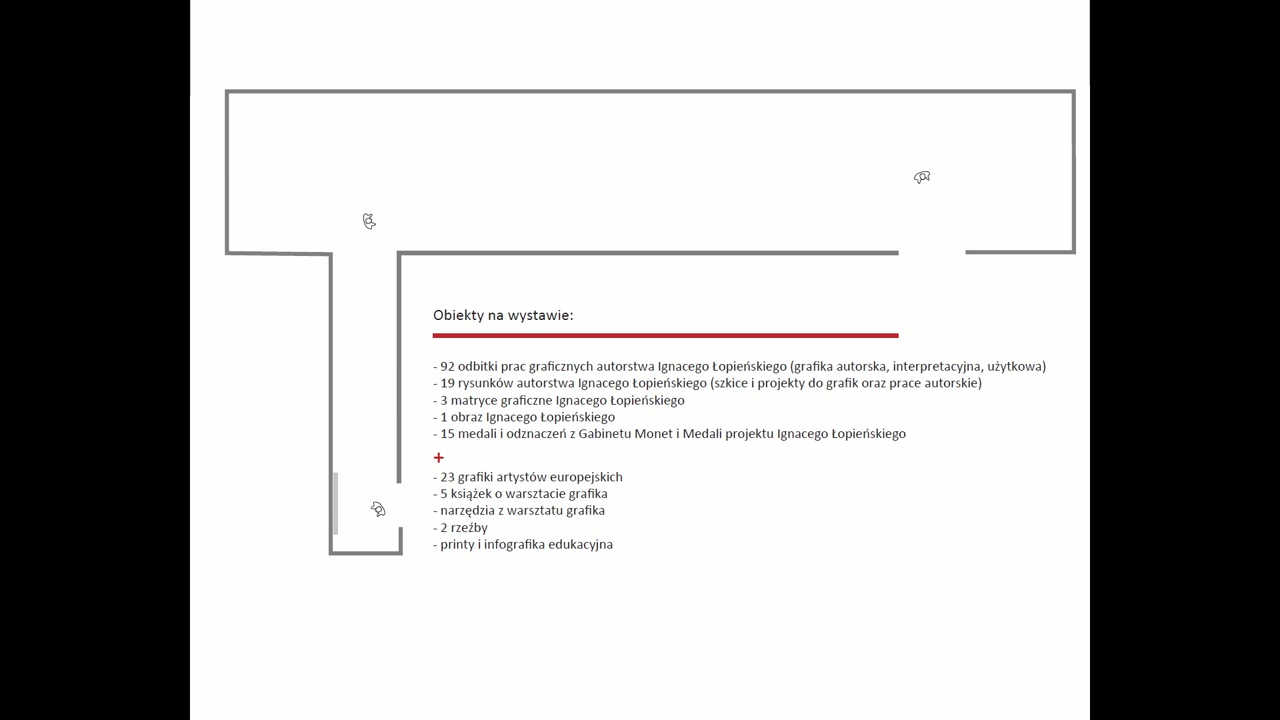 Obiekty na wystawie:
- 92 odbitki prac graficznych autorstwa Ignacego Łopieńskiego (grafika autorska, interpretacyjna, użytkowa)
- 19 rysunków autorstwa Ignacego Łopieńskiego (szkice i projekty do grafik oraz prace autorskie)
- 3 matryce graficzne Ignacego Łopieńskiego
- 1 obraz Ignacego Łopieńskiego
- 15 medali i odznaczeń z Gabinetu Monet i Medali projektu Ignacego Łopieńskiego
+
- 23 grafiki artystów europejskich
- 5 książek o warsztacie grafika
- narzędzia z warsztatu grafika
- 2 rzeźby
- printy i infografika edukacyjna